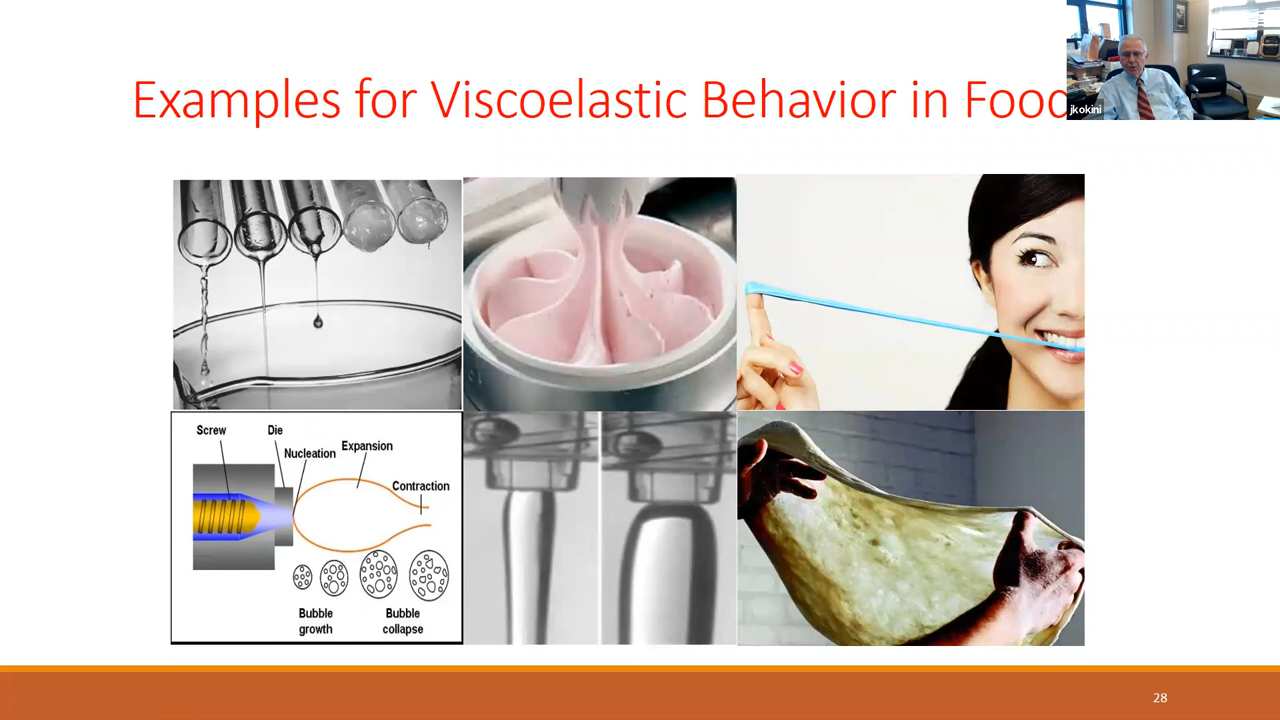 Examples for Viscoelastic Behavior in Food
jkokini
Screw
Die
Nucleation
Expansion
Contraction
Bubble
growth
Bubble
collapse
28